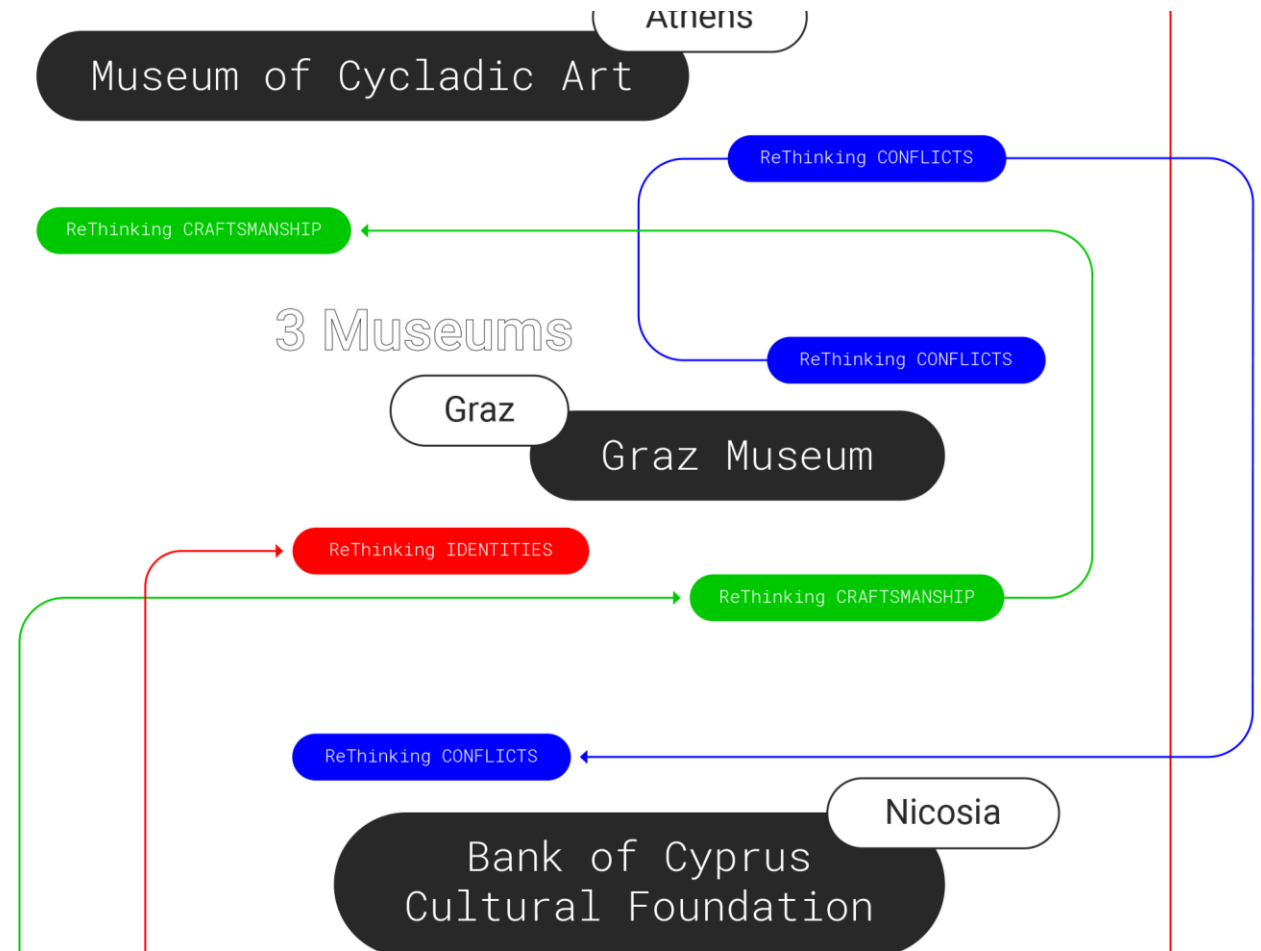 Athens
Museum of Cycladic Art
ReThinking CONFLICTS
ReThinking CRAFTSMANSHIP
3 Museums
ReThinking CONFLICTS
Graz
Graz Museum
ReThinking IDENTITIES
ReThinking CRAFTSMANSHIP
ReThinking CONFLICTS
Nicosia
Bank of Cyprus
Cultural Foundation